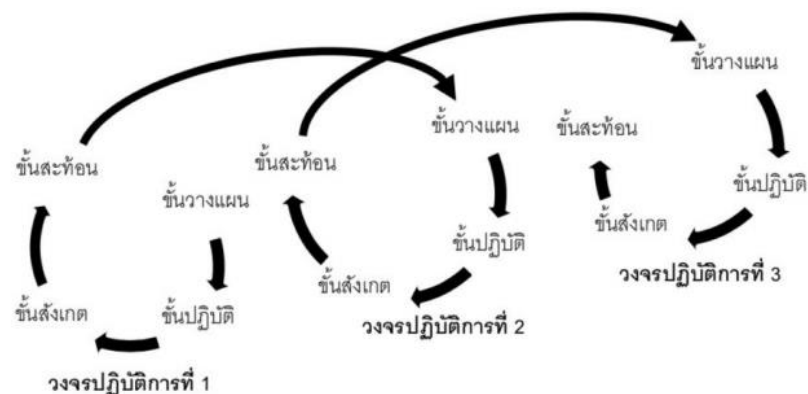 ขั้นวางแผน
ขั้นปฏิบัติ
ขั้นสังเกต
ขั้นสะท้อน
วงจรปฏิบัติการที่ 1
ขั้นวางแผน
ขั้นปฏิบัติ
ขั้นสังเกต
ขั้นสะท้อน
วงจรปฏิบัติการที่ 2
ขั้นวางแผน
ขั้นปฏิบัติ
ขั้นสังเกต
ขั้นสะท้อน
วงจรปฏิบัติการที่ 3